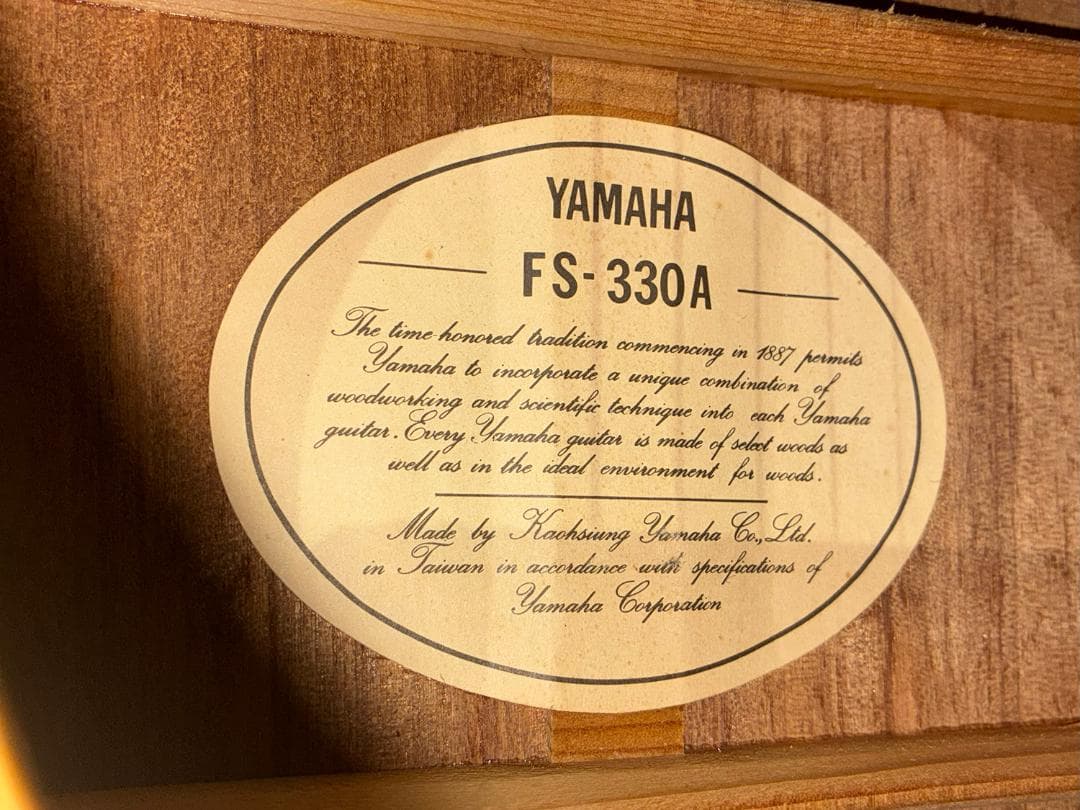 YAMAHA
FS-330A
The time-honored tradition commencing in 1887 permits
Yamaha to incorporate a unique combination of
woodworking and scientific technique into each Yamaha
guitar. Every Yamaha guitar is made of select woods as
well as in the ideal environment for woods.
Made by Kaohsiung Yamaha Co., Ltd.
in Taiwan in accordance with specifications of
Yamaha Corporation